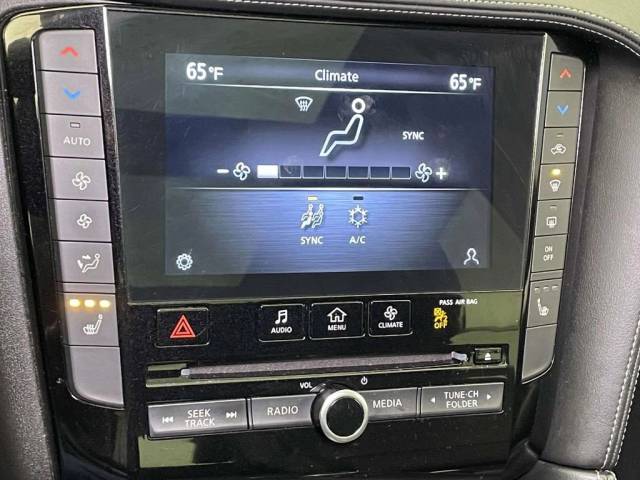 65°F Climate 65°F
SYNC
AUTO
- +
SYNC A/C
ON
OFF
PASS AIR BAG
OFF
AUDIO MENU CLIMATE
VOL
SEEK
TRACK
RADIO MEDIA
TUNE·CH
FOLDER